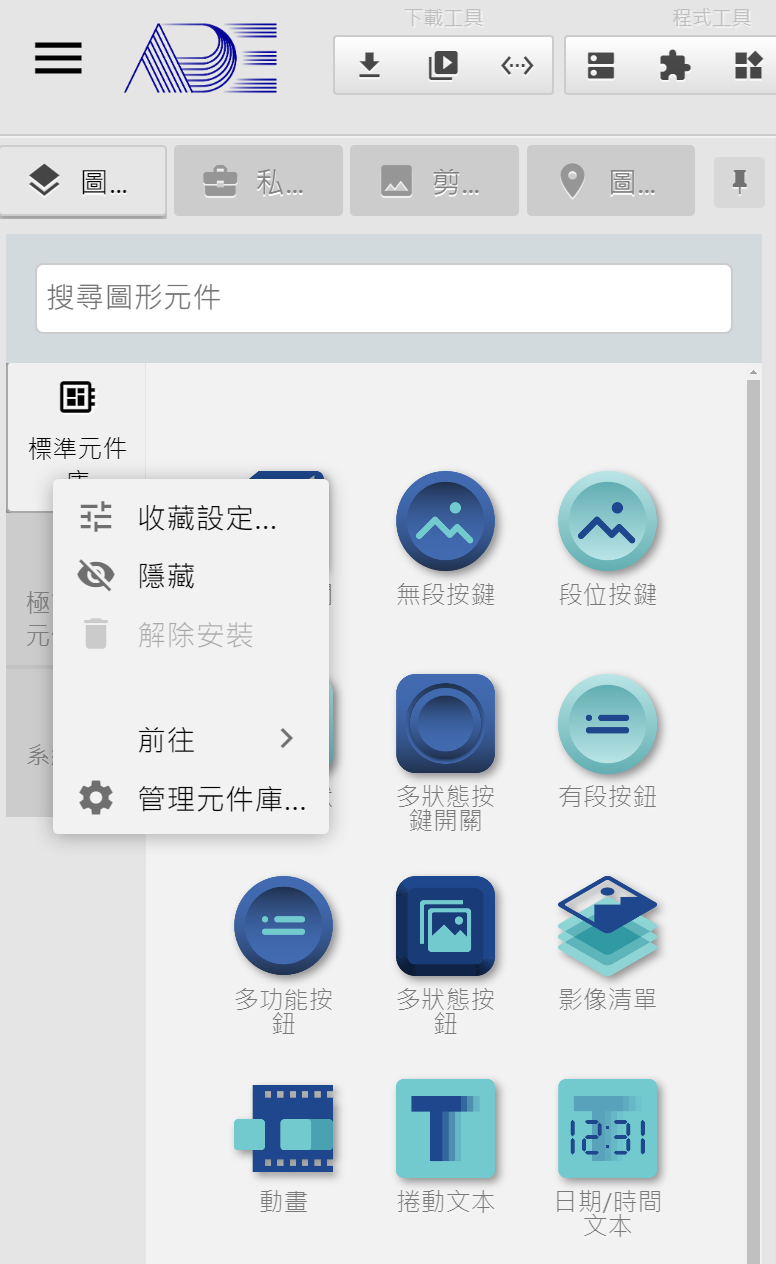 下載工具
程式工具
ADE
圖...
私...
剪...
圖...
搜尋圖形元件
標準元件
庫
極
元
系
收藏設定...
隱藏
解除安裝
前往
管理元件庫...
無段按鍵
段位按鍵
多狀態按
鍵開關
有段按鈕
多功能按
鈕
多狀態按
鈕
影像清單
動畫
捲動文本
12:31
日期/時間
文本